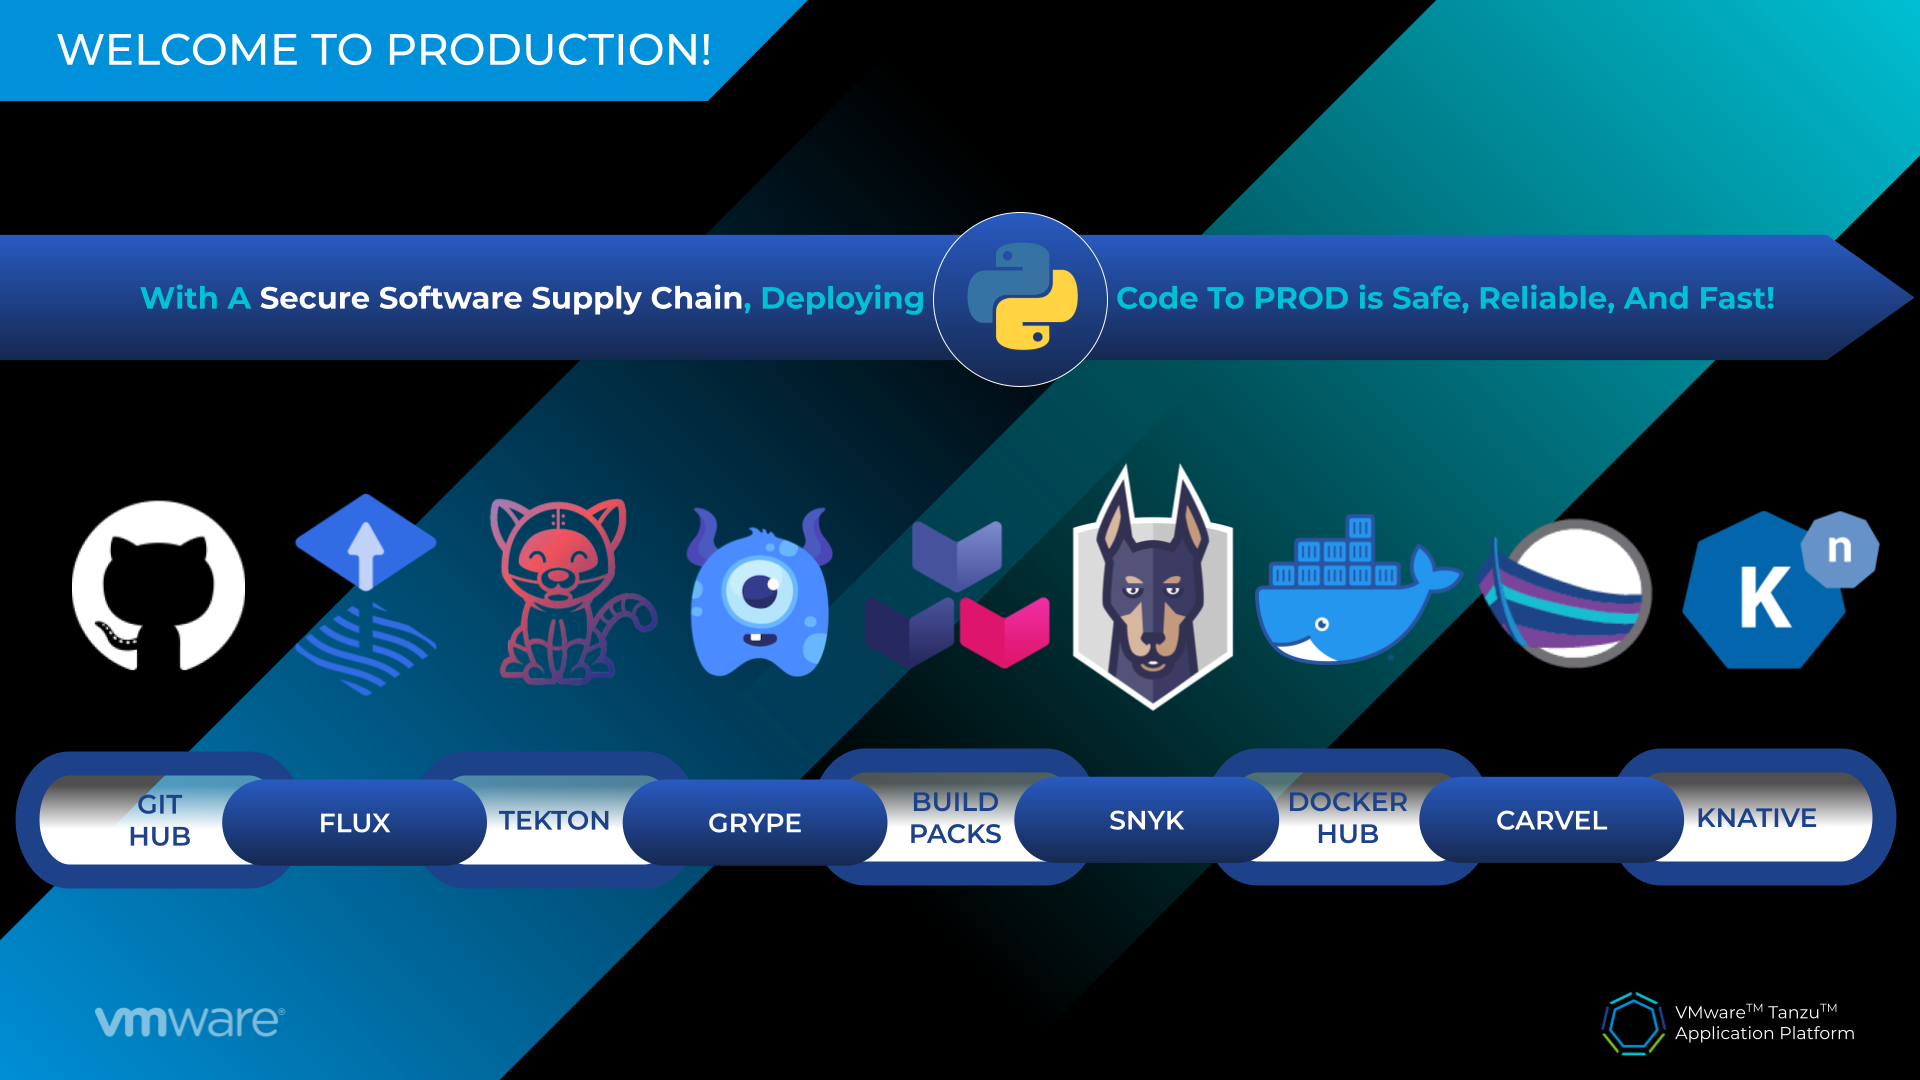 WELCOME TO PRODUCTION!
With A Secure Software Supply Chain, Deploying Code To PROD is Safe, Reliable, And Fast!
K n
GIT
HUB
FLUX
TEKTON
GRYPE
BUILD
PACKS
SNYK
DOCKER
HUB
CARVEL
KNATIVE
vmware®
VMware™ Tanzu™
Application Platform